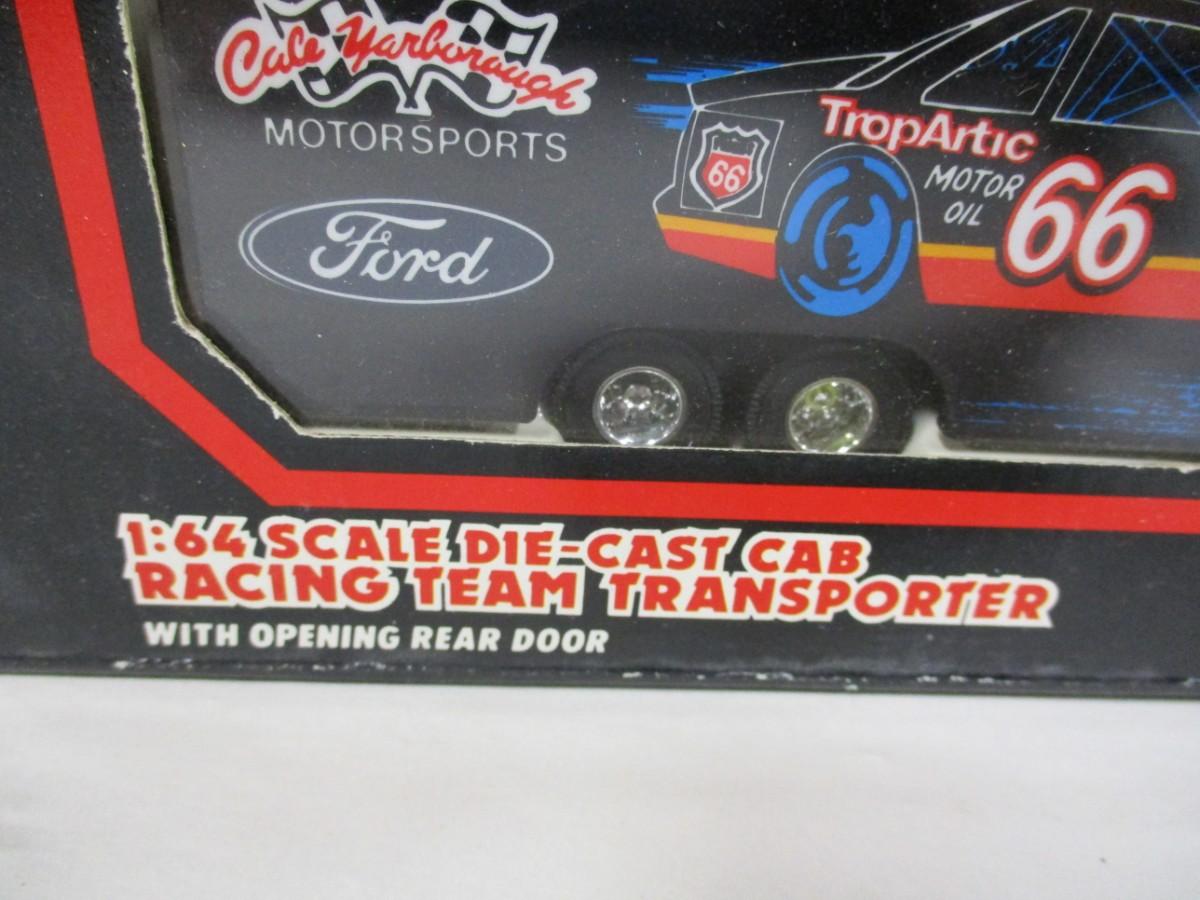 Cale Yarborough
MOTORSPORTS
Ford
66
TropArtic
MOTOR
OIL
66
1:64 SCALE DIE-CAST CAB
RACING TEAM TRANSPORTER
WITH OPENING REAR DOOR